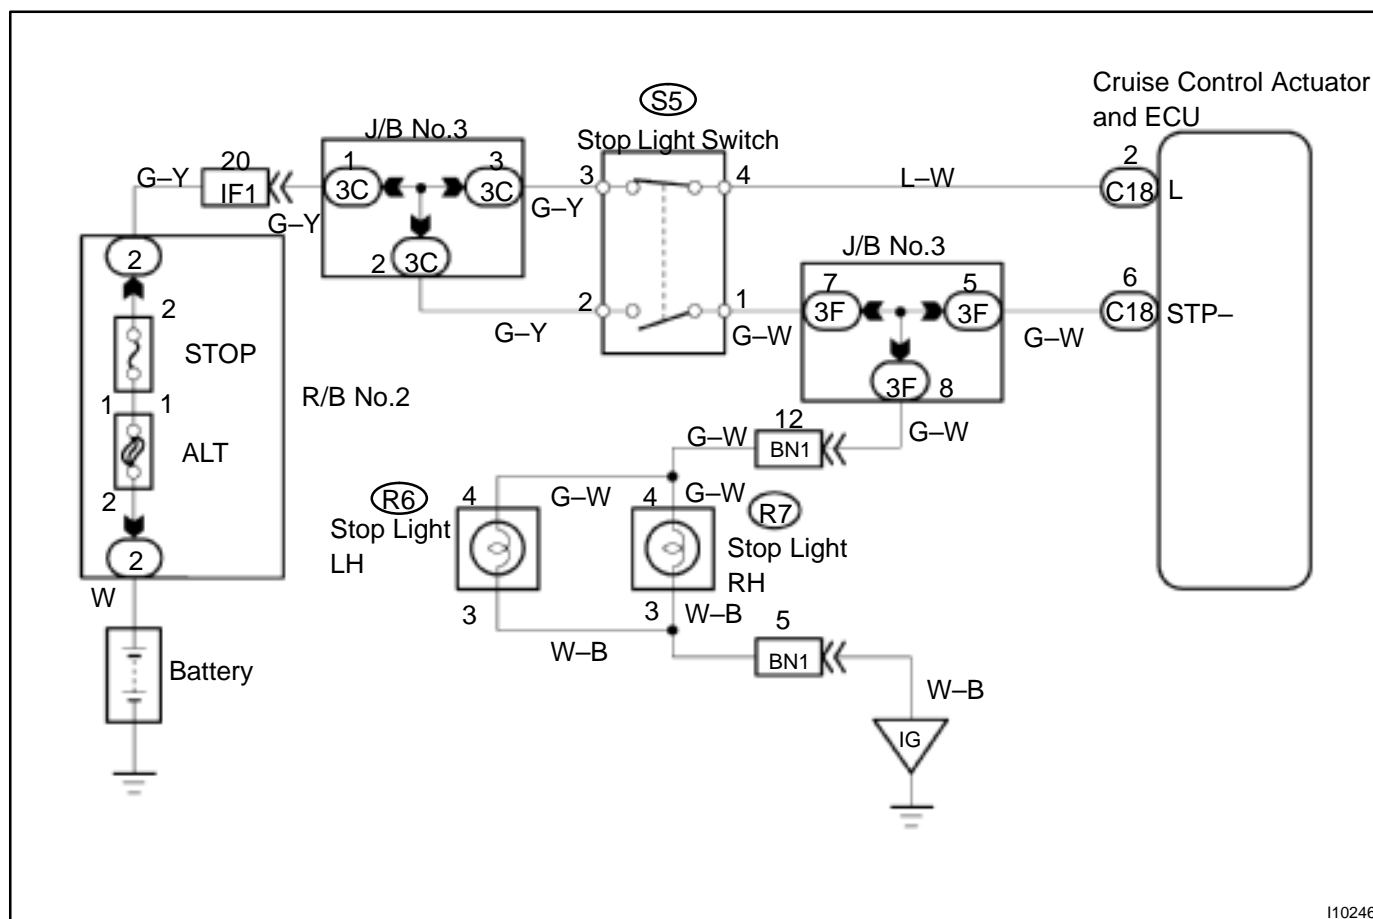 Cruise Control Actuator
and ECU
S5
Stop Light Switch
J/B No.3
20
1
3
2
G–Y
IF1
3C
3C
3
4
L–W
C18
L
G–Y
G–Y
2
3C
J/B No.3
2
2
G–Y
2
1
G–W
7
5
6
3F
3F
G–W
C18
STP–
STOP
3F
8
R/B No.2
1
1
ALT
2
12
G–W
BN1
G–W
R6
4
G–W
4
G–W
R7
Stop Light
LH
Stop Light
RH
2
W
3
3
W–B
5
W–B
BN1
Battery
W–B
IG
I10246